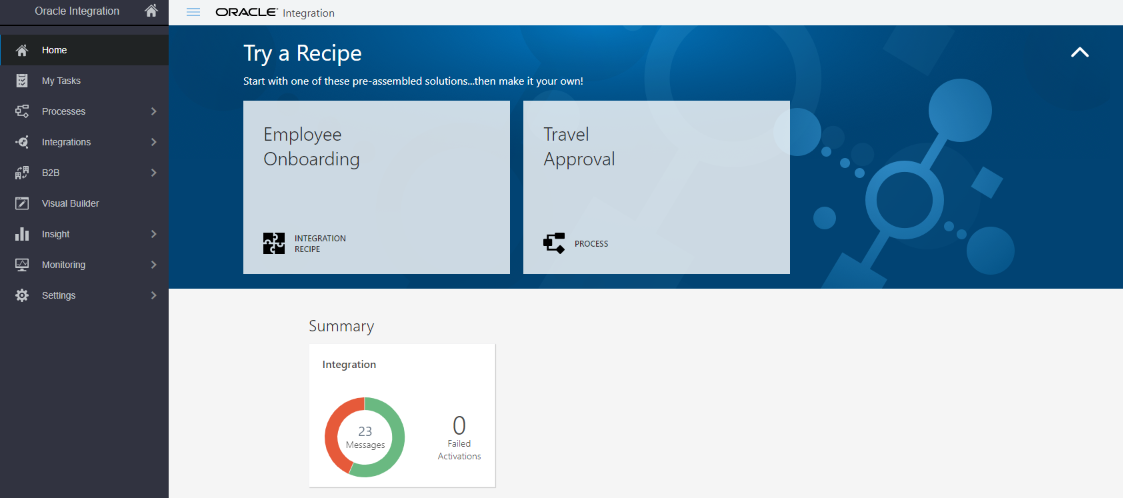 Oracle Integration
Home
My Tasks
Processes
Integrations
B2B
Visual Builder
Insight
Monitoring
Settings
ORACLE Integration
Try a Recipe
Start with one of these pre-assembled solutions...then make it your own!
Employee
Onboarding
INTEGRATION
RECIPE
Travel
Approval
PROCESS
Summary
Integration
23
Messages
0
Failed
Activations